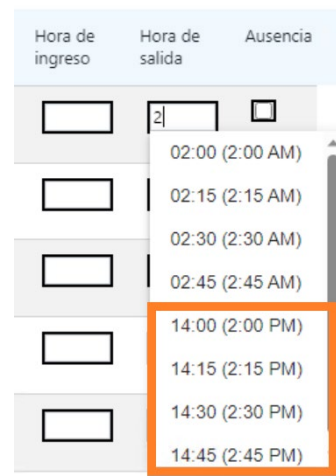 Hora de ingreso
Hora de salida
Ausencia
2
02:00 (2:00 AM)
02:15 (2:15 AM)
02:30 (2:30 AM)
02:45 (2:45 AM)
14:00 (2:00 PM)
14:15 (2:15 PM)
14:30 (2:30 PM)
14:45 (2:45 PM)